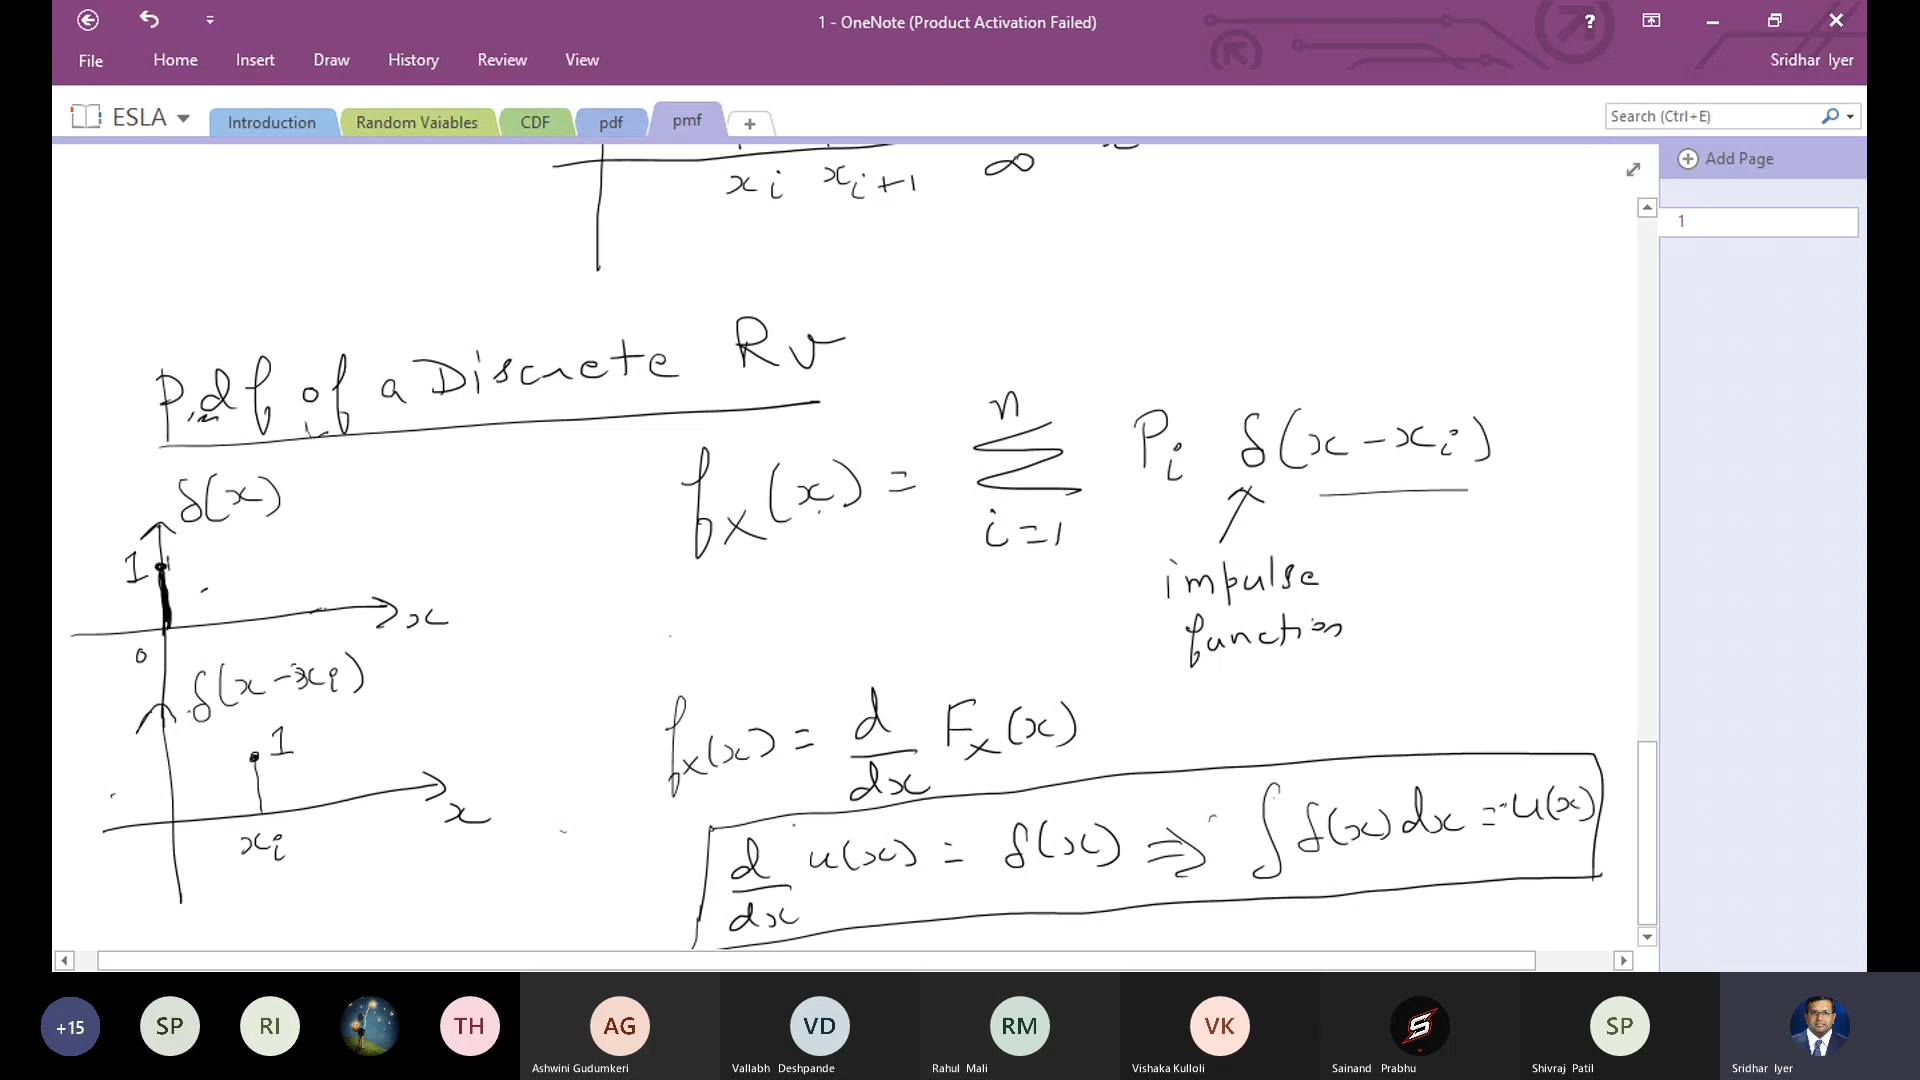 1 - OneNote (Product Activation Failed)
?
File Home Insert Draw History Review View
Sridhar Iyer
ESLA Introduction Random Vaiables CDF pdf pmf +
Search (Ctrl+E)
Add Page
1
xi xi+1 ∞
P.df of a Discrete Rv
fX(x) = n Σ i=1 Pi δ(x-xi)
impulse
function
δ(x)
1
x
0
δ(x-xi)
1
x
xi
fX(x) = d/dx FX(x)
d/dx u(x) = δ(x) ⇒ ∫ δ(x) dx = u(x)
+15 SP RI TH AG VD RM VK S SP
Ashwini Gudumkeri Vallabh Deshpande Rahul Mali Vishaka Kulloli Sainand Prabhu Shivraj Patil Sridhar Iyer